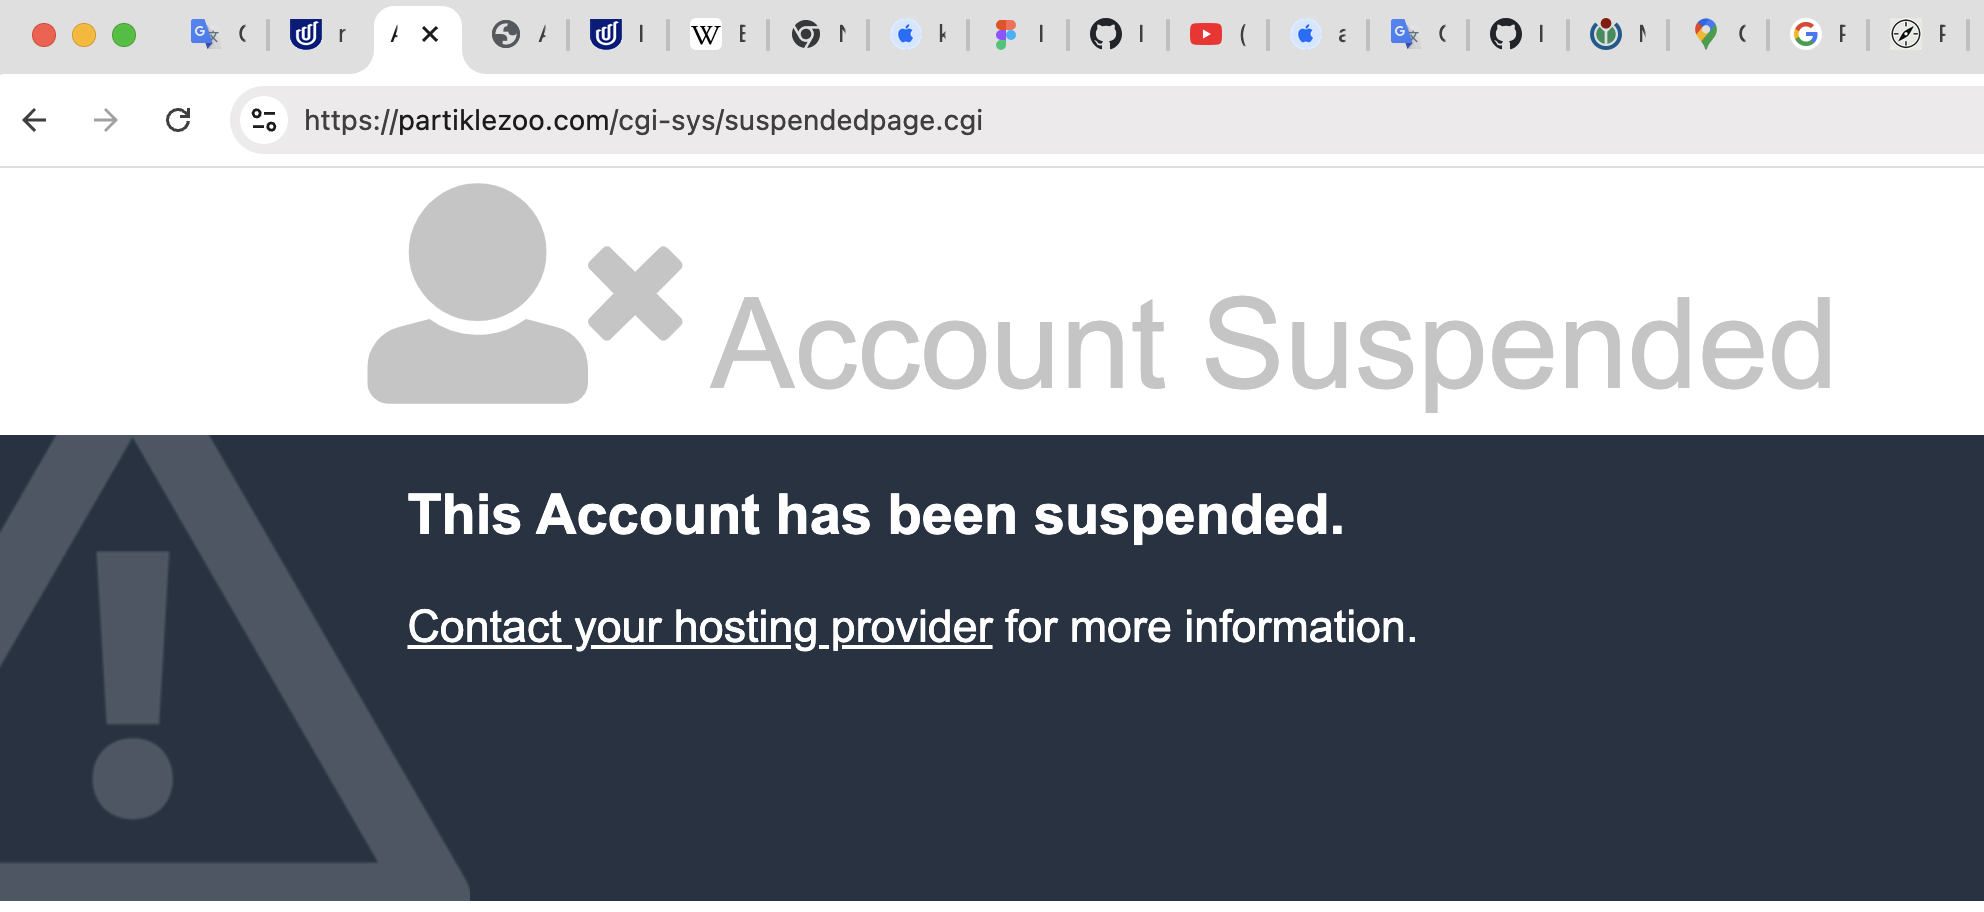 https://partiklezoo.com/cgi-sys/suspendedpage.cgi
Account Suspended
This Account has been suspended.
Contact your hosting provider for more information.